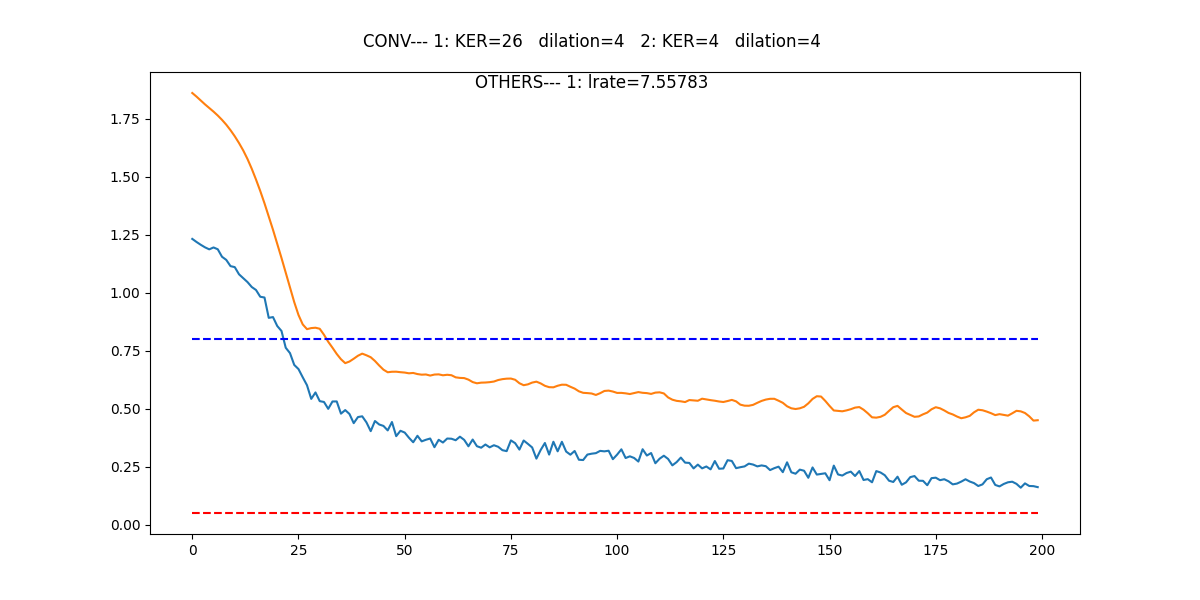 CONV--- 1: KER=26   dilation=4   2: KER=4   dilation=4
OTHERS--- 1: lrate=7.55783
1.75
1.50
1.25
1.00
0.75
0.50
0.25
0.00
0 25 50 75 100 125 150 175 200